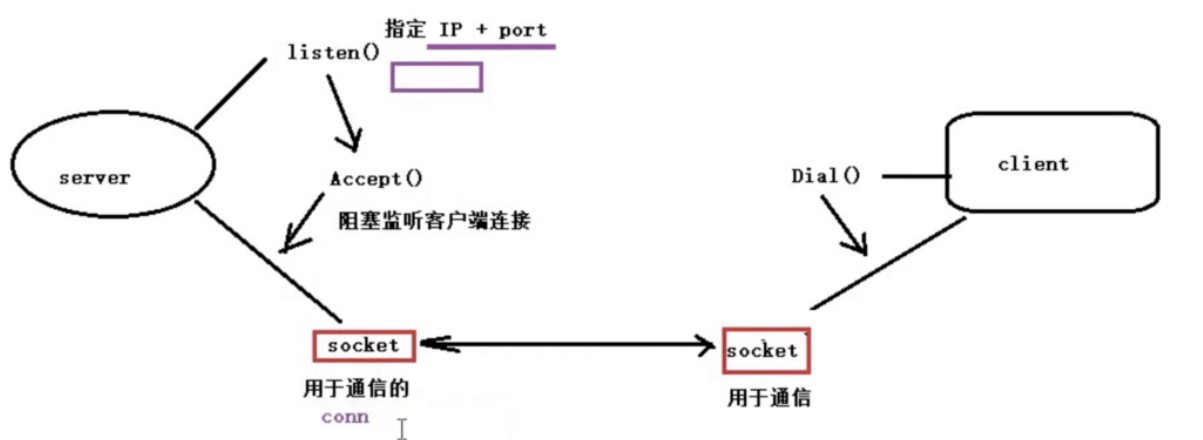 指定 IP + port
listen()
server
Accept()
阻塞监听客户端连接
Dial()
client
socket
用于通信的
conn
socket
用于通信